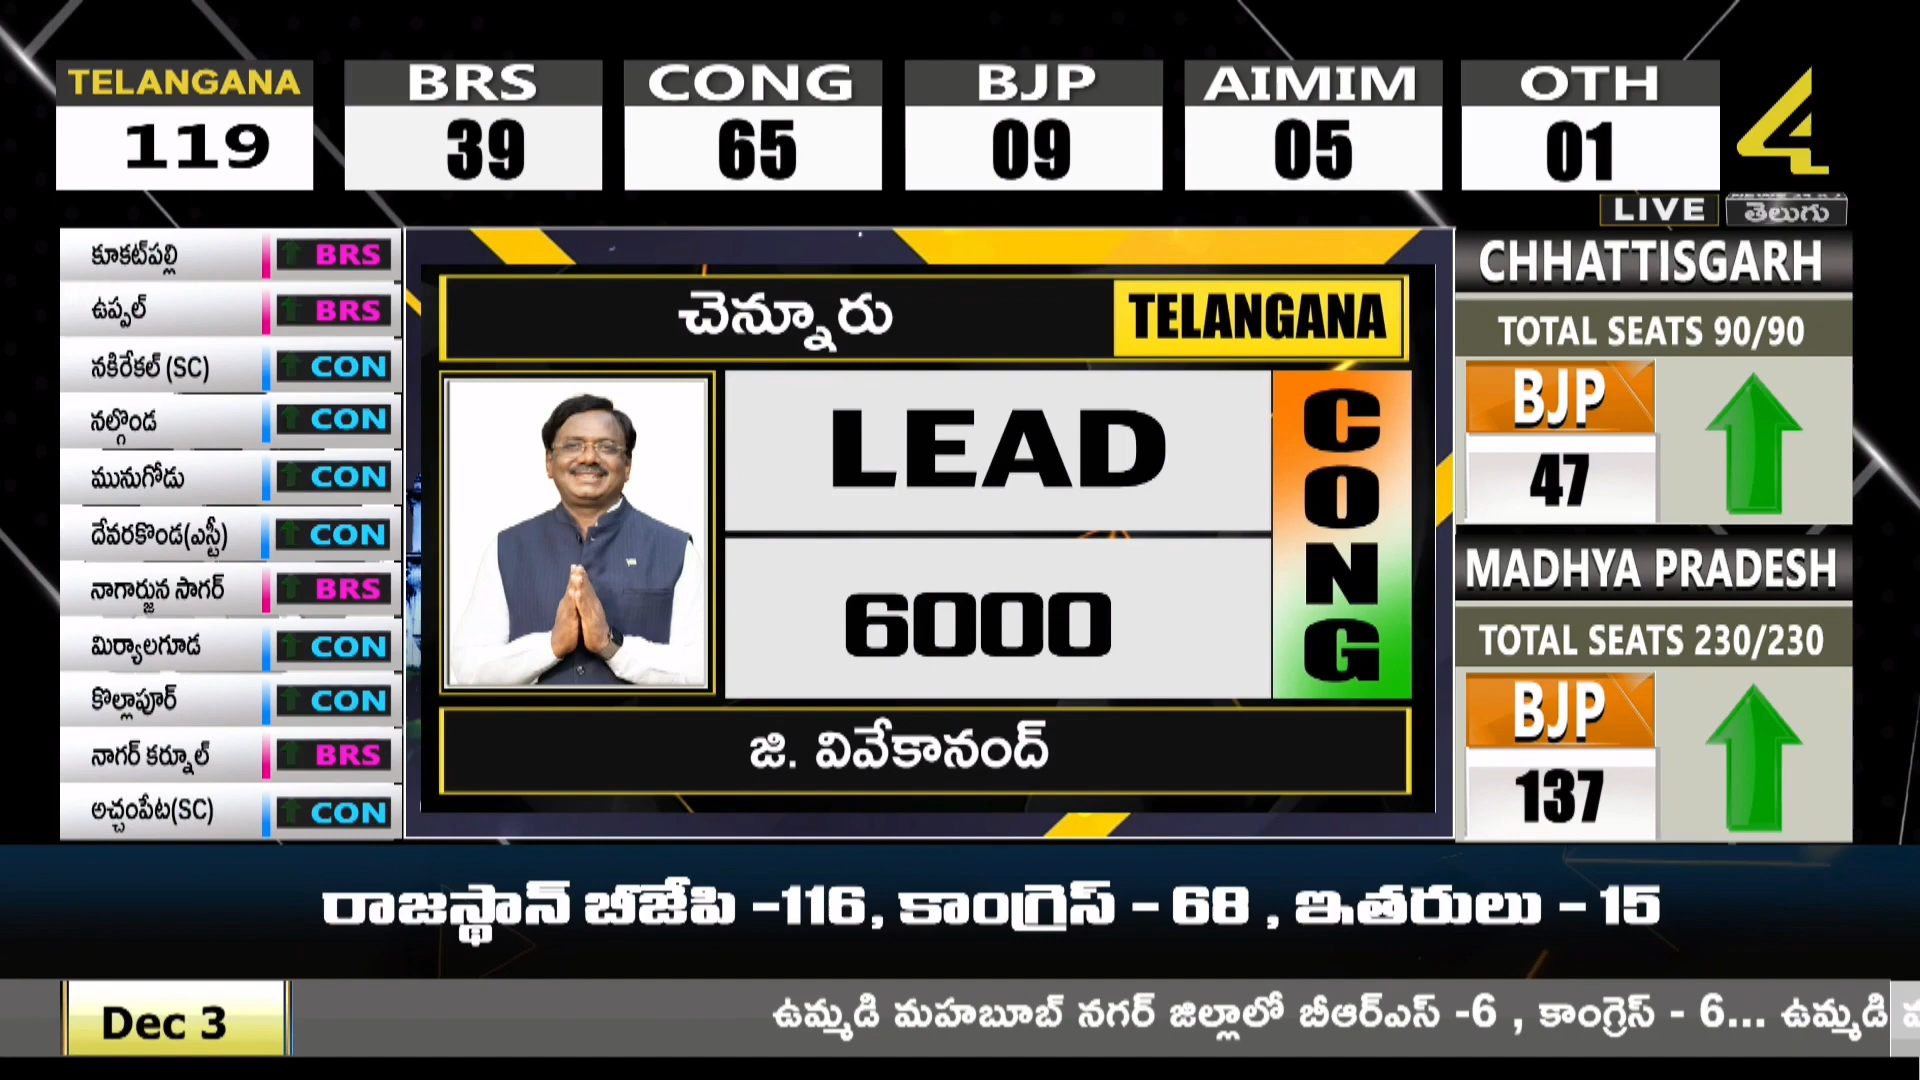 TELANGANA BRS CONG BJP AIMIM OTH
119 39 65 09 05 01
4
LIVE
తెలుగు
కూకట్‌పల్లి BRS
ఉప్పల్ BRS
నకిరేకల్ (SC) CON
నల్గొండ CON
మునుగోడు CON
దేవరకొండ(ఎస్టీ) CON
నాగార్జున సాగర్ BRS
మిర్యాలగూడ CON
కొల్లాపూర్ CON
నాగర్ కర్నూల్ BRS
అచ్చంపేట(SC) CON
చెన్నూరు TELANGANA
LEAD
6000
CONG
జి. వివేకానంద్
CHHATTISGARH
TOTAL SEATS 90/90
BJP
47
MADHYA PRADESH
TOTAL SEATS 230/230
BJP
137
రాజస్థాన్ బీజేపి -116, కాంగ్రెస్ - 68 , ఇతరులు - 15
Dec 3
ఉమ్మడి మహబూబ్ నగర్ జిల్లాలో బీఆర్ఎస్ -6 , కాంగ్రెస్ - 6... ఉమ్మడి